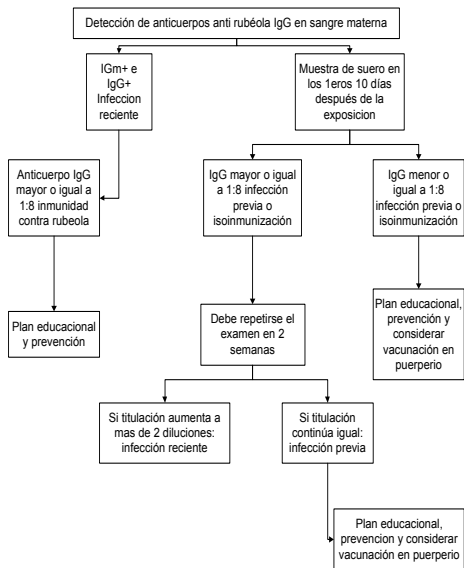 Detección de anticuerpos anti rubéola IgG en sangre materna
IGm+ e
IgG+
Infeccion
reciente
Muestra de suero en
los 1eros 10 días
después de la
exposicion
Anticuerpo IgG
mayor o igual a
1:8 inmunidad
contra rubeola
IgG mayor o igual
a 1:8 infección
previa o
isoinmunización
IgG menor o
igual a 1:8
infección previa o
isoinmunización
Plan educacional
y prevención
Debe repetirse el
examen en 2
semanas
Plan educacional,
prevención y
considerar
vacunación en
puerperio
Si titulación aumenta a
mas de 2 diluciones:
infección reciente
Si titulación
continúa igual:
infección previa
Plan educacional,
prevencion y considerar
vacunación en puerperio